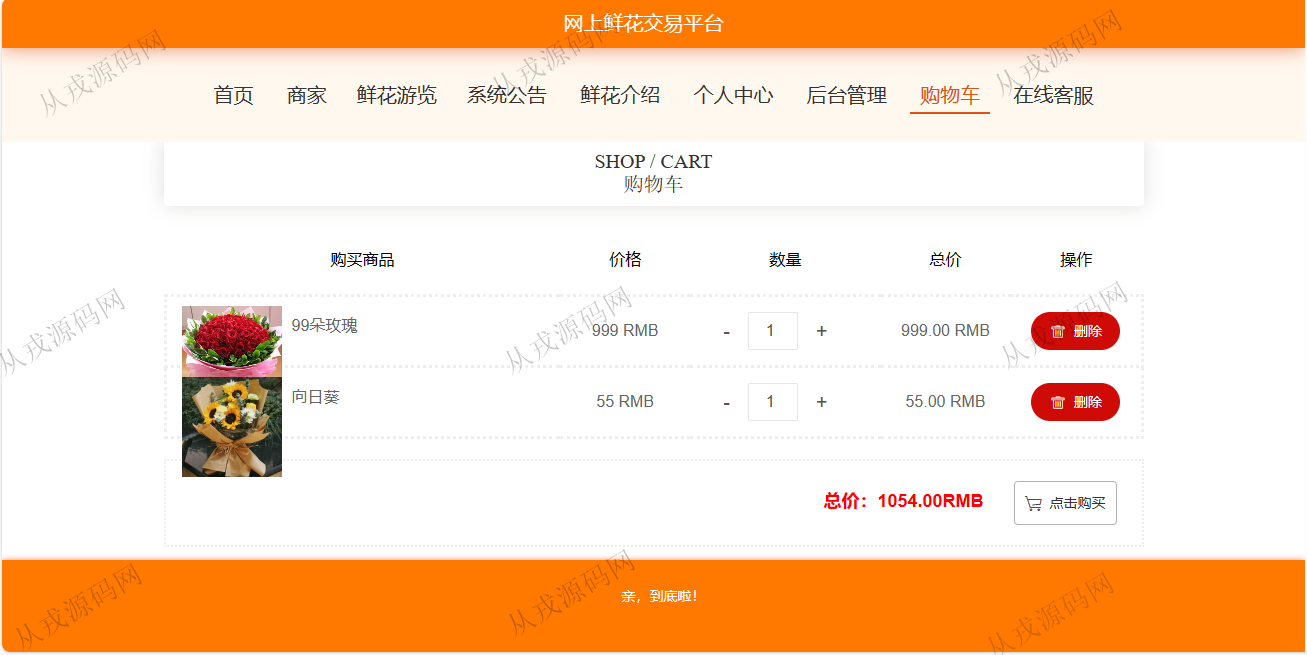 网上鲜花交易平台
首页 商家 鲜花游览 系统公告 鲜花介绍 个人中心 后台管理 购物车 在线客服
SHOP / CART
购物车
购买商品 价格 数量 总价 操作
99朵玫瑰 999 RMB - 1 + 999.00 RMB 删除
向日葵 55 RMB - 1 + 55.00 RMB 删除
总价：1054.00RMB 点击购买
亲，到底啦！
从戎源码网
从戎源码网
从戎源码网
从戎源码网
从戎源码网
从戎源码网
从戎源码网
从戎源码网
从戎源码网